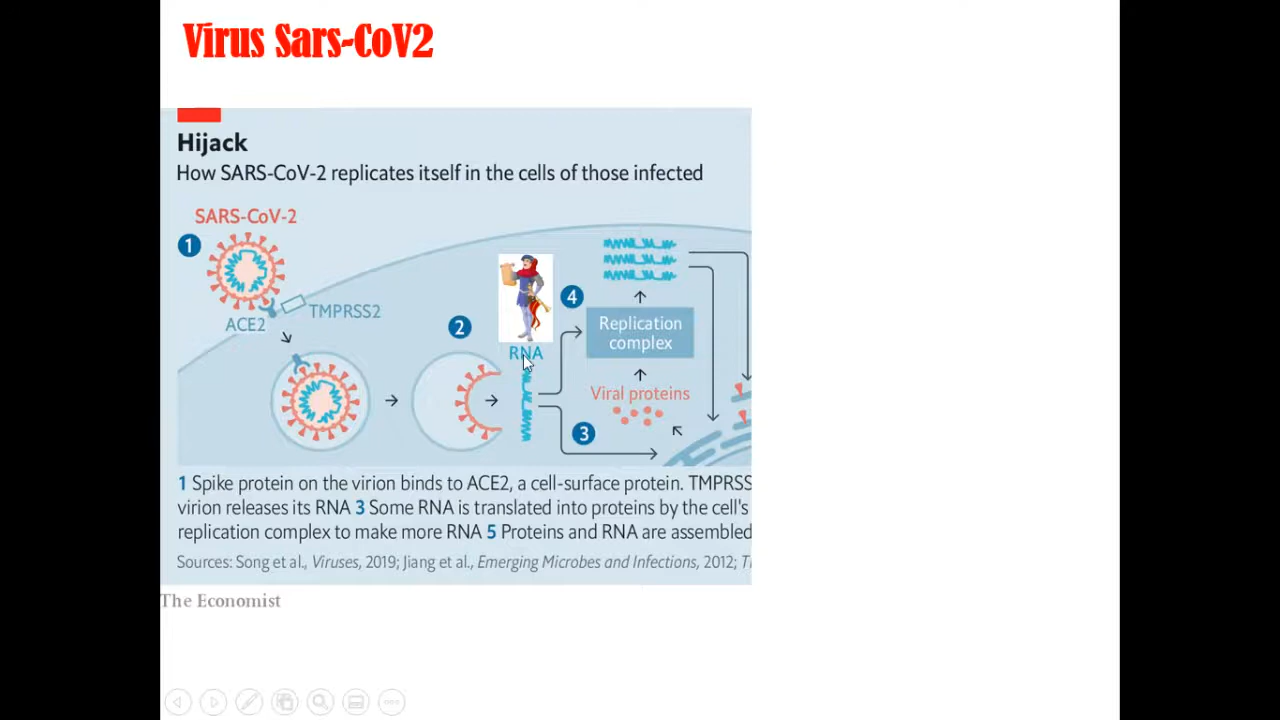 Virus Sars-CoV2
Hijack
How SARS-CoV-2 replicates itself in the cells of those infected
SARS-CoV-2
1
ACE2
TMPRSS2
2
RNA
4
Replication
complex
Viral proteins
3
1 Spike protein on the virion binds to ACE2, a cell-surface protein. TMPRSS
virion releases its RNA 3 Some RNA is translated into proteins by the cell's
replication complex to make more RNA 5 Proteins and RNA are assembled
Sources: Song et al., Viruses, 2019; Jiang et al., Emerging Microbes and Infections, 2012;
The Economist